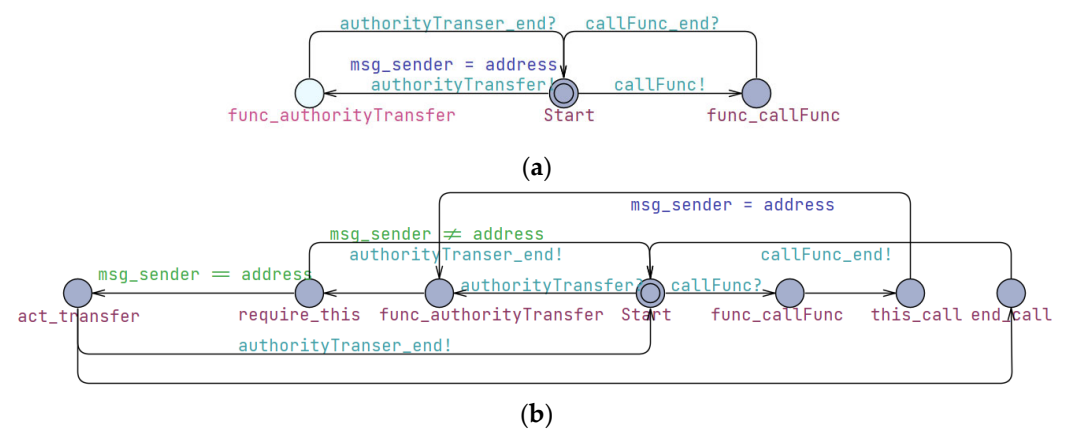 authorityTranser_end? callFunc_end?
msg_sender = address
authorityTransfer! callFunc!
func_authorityTransfer Start func_callFunc
(a)
msg_sender = address
msg_sender ≠ address
authorityTranser_end! callFunc_end!
msg_sender == address
authorityTransfer? callFunc?
act_transfer require_this func_authorityTransfer Start func_callFunc this_call end_call
authorityTranser_end!
(b)